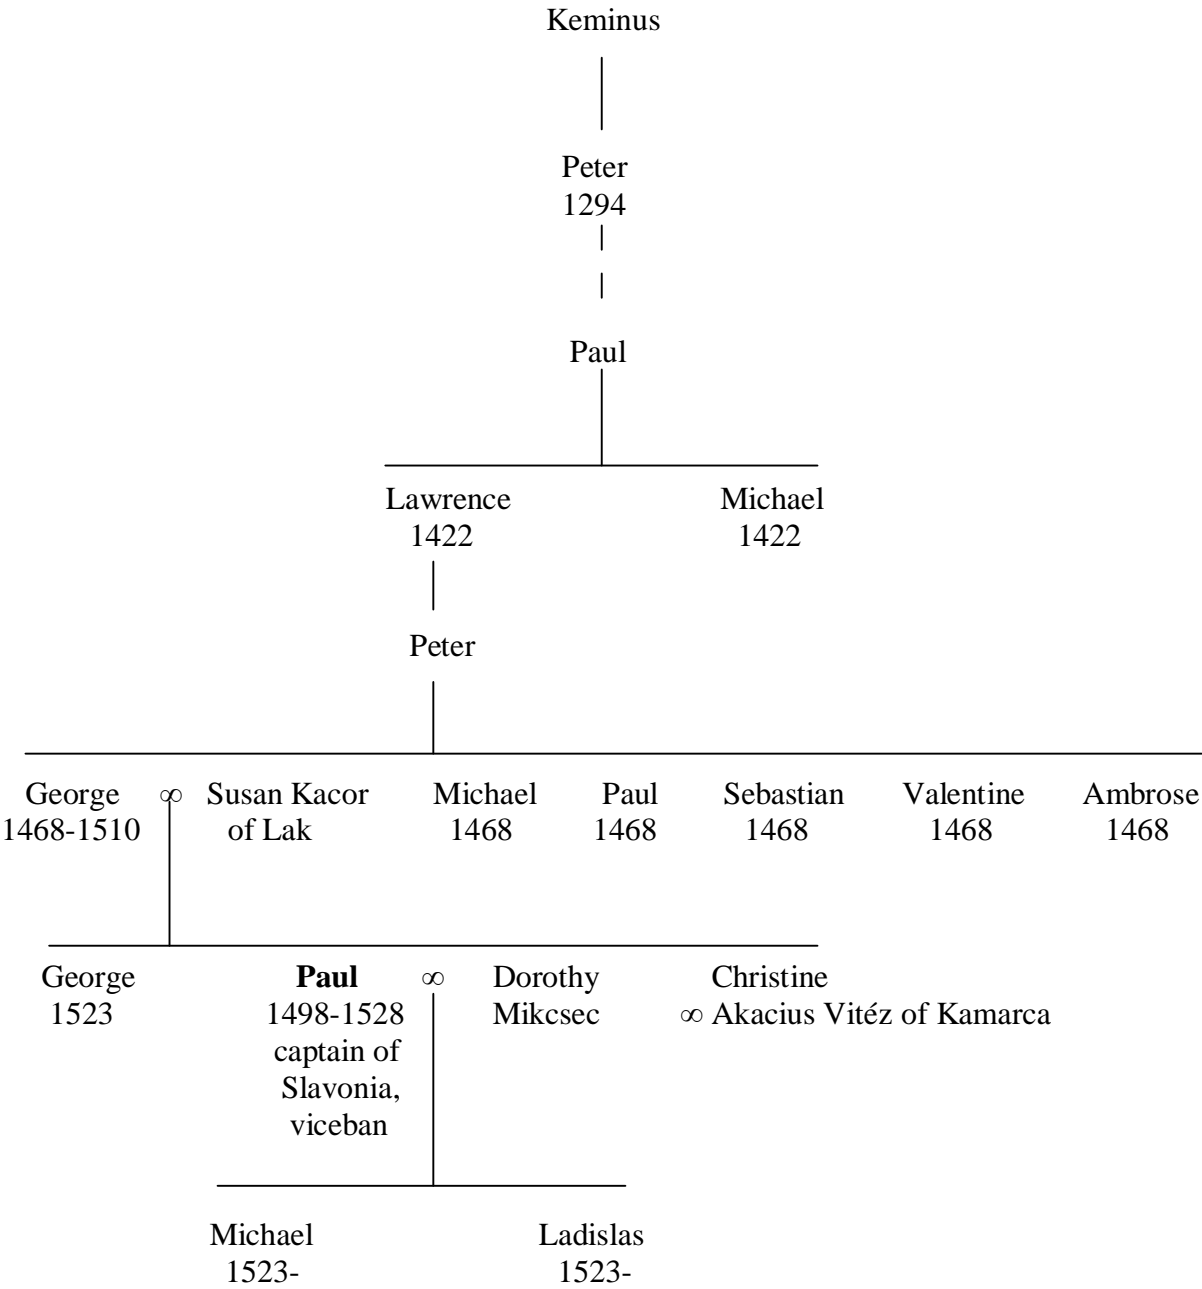 Keminus
Peter
1294
Paul
Lawrence Michael
1422 1422
Peter
George ∞ Susan Kacor Michael Paul Sebastian Valentine Ambrose
1468-1510 of Lak 1468 1468 1468 1468 1468
George Paul ∞ Dorothy Christine
1523 1498-1528 Mikcsec ∞ Akacius Vitéz of Kamarca
captain of
Slavonia,
viceban
Michael Ladislas
1523- 1523-